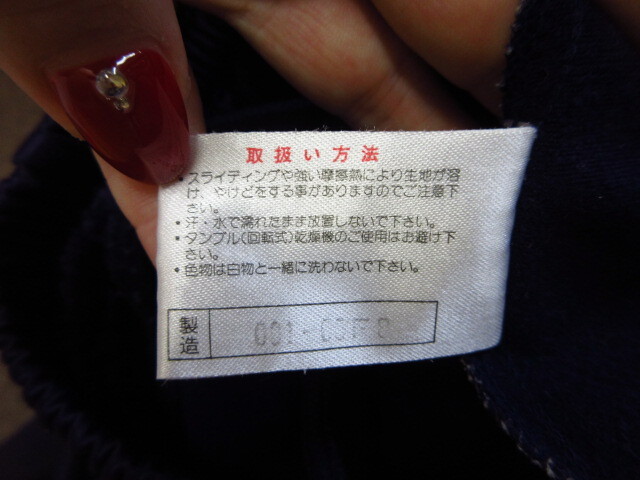 取扱い方法
・スライディングや強い摩擦熱により生地が溶
け、やけどをする事がありますのでご注意下
さい。
・汗・水で濡れたまま放置しないで下さい。
・タンブル(回転式)乾燥機のご使用はお避け下
さい。
・色物は白物と一緒に洗わないで下さい。
製造